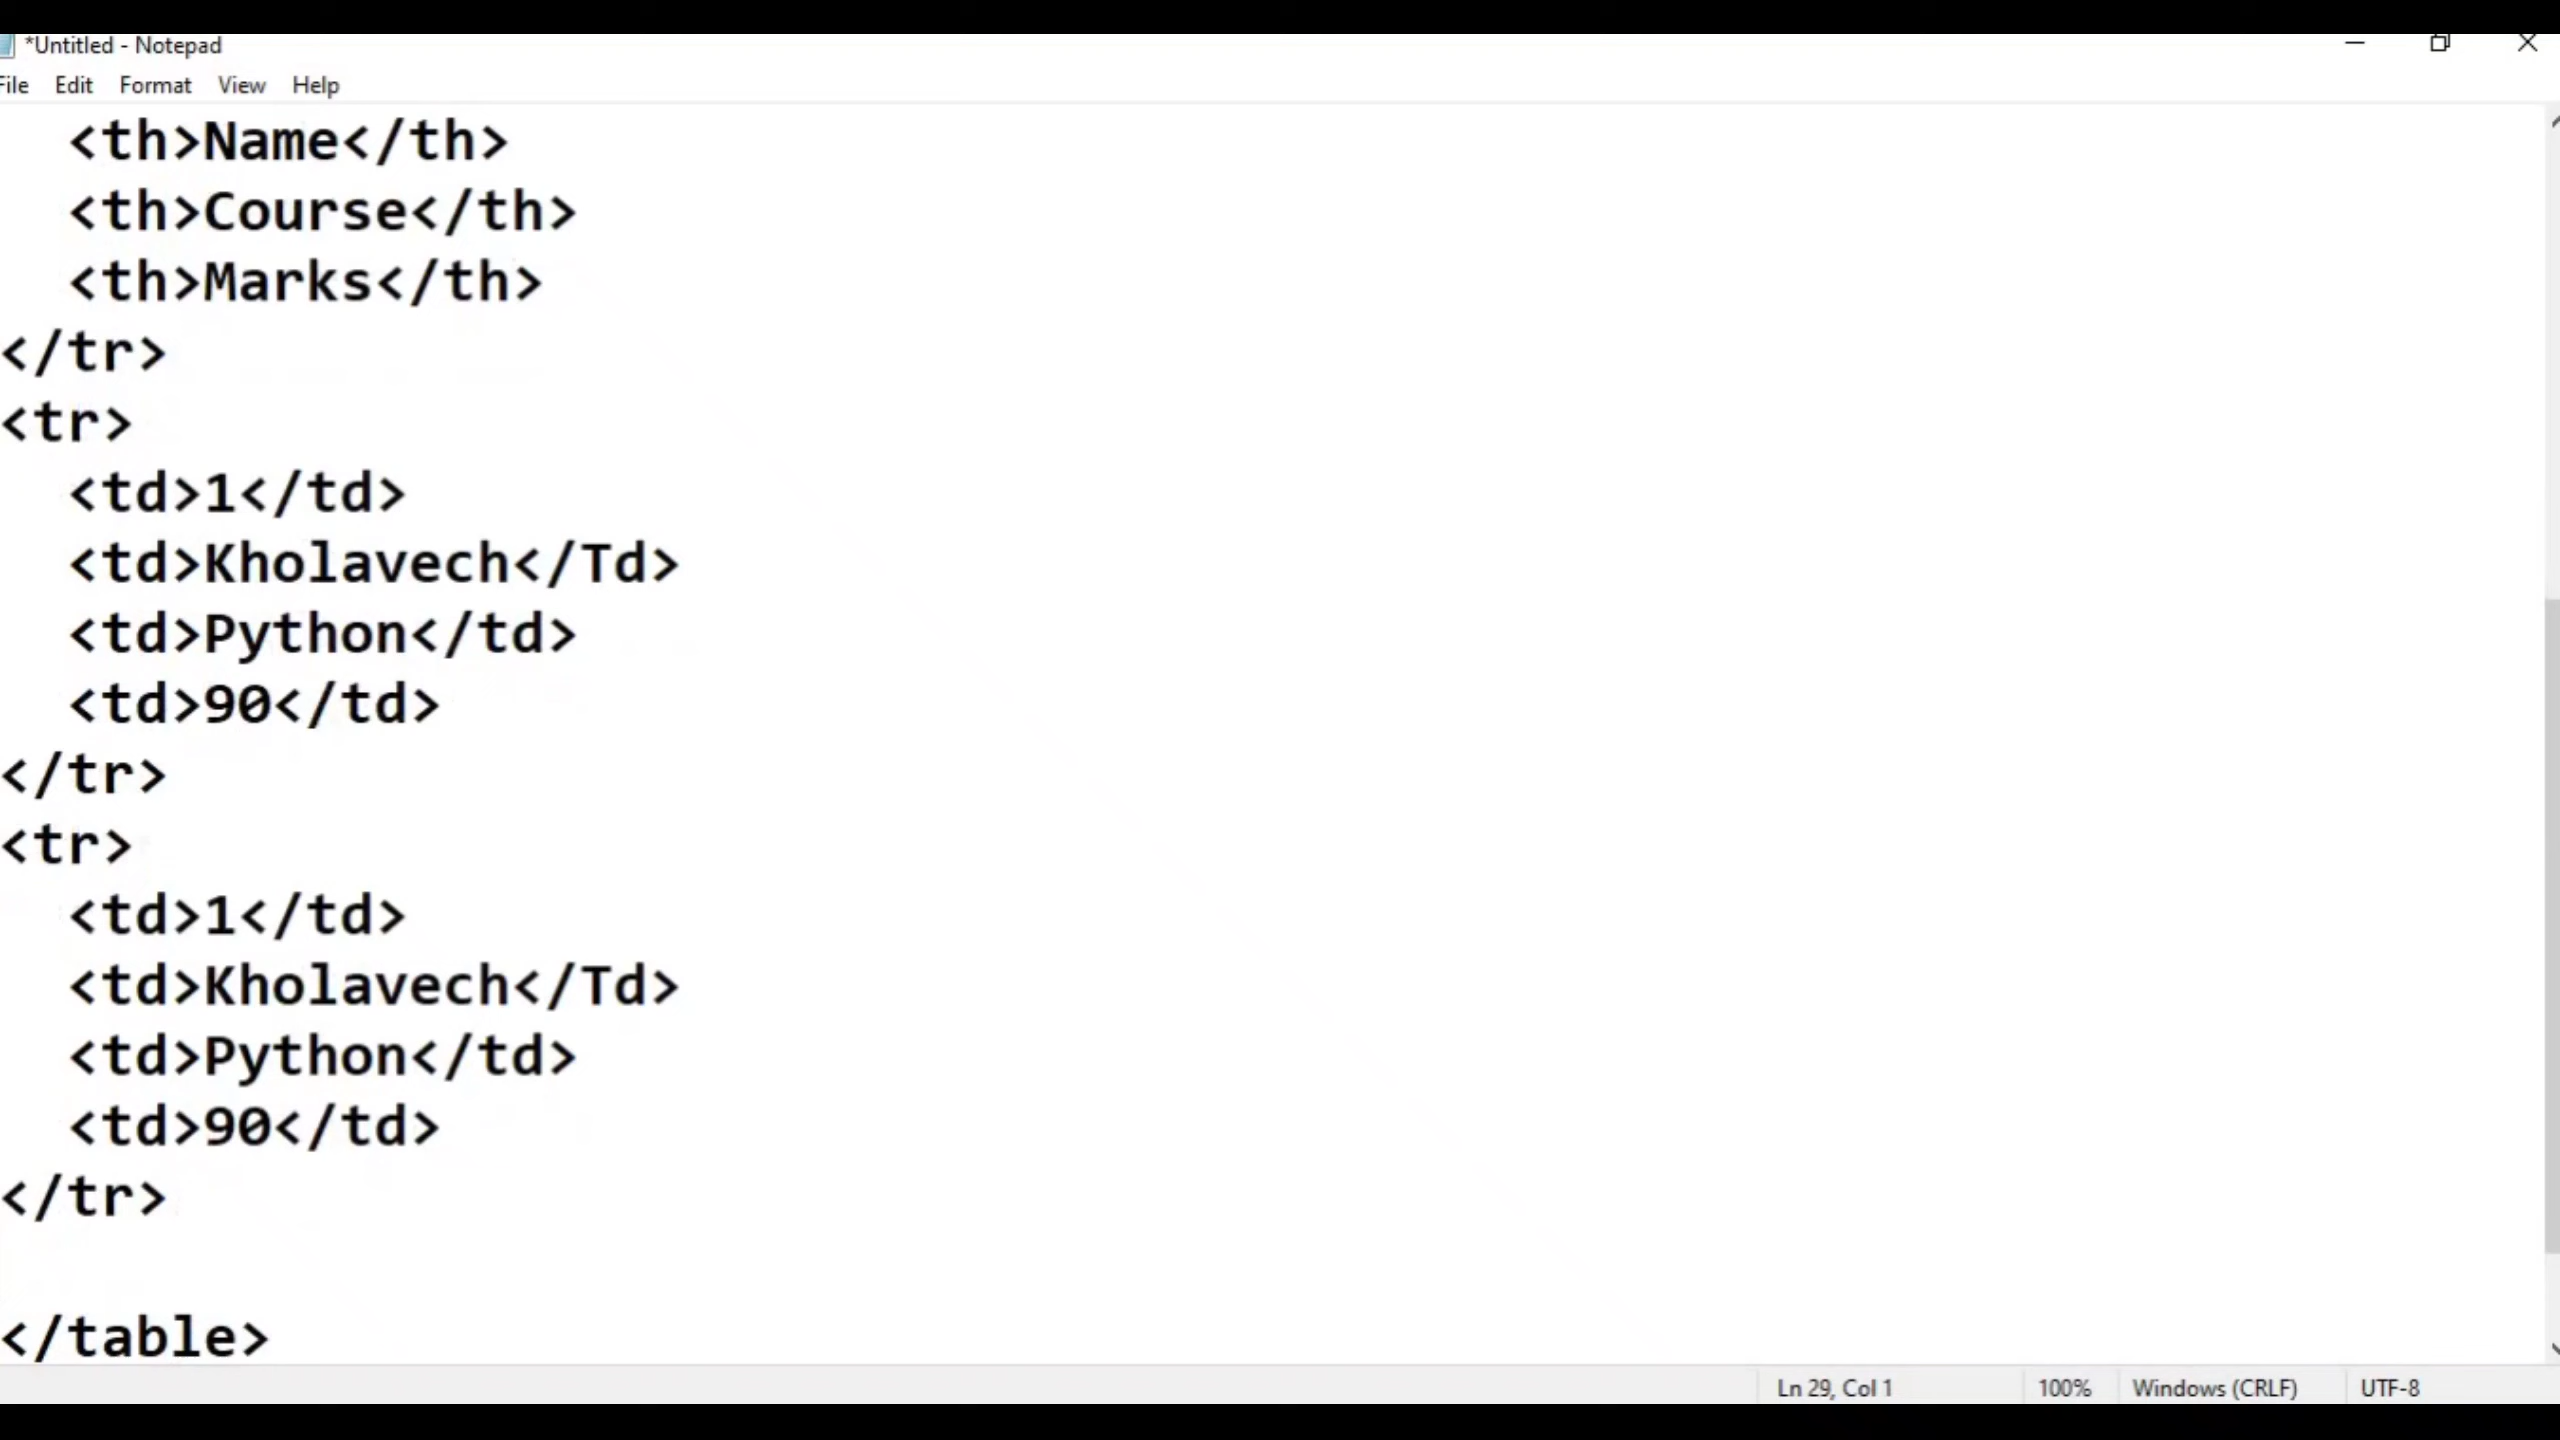 *Untitled - Notepad
File Edit Format View Help
<th>Name</th>
<th>Course</th>
<th>Marks</th>
</tr>
<tr>
<td>1</td>
<td>Kholavech</Td>
<td>Python</td>
<td>90</td>
</tr>
<tr>
<td>1</td>
<td>Kholavech</Td>
<td>Python</td>
<td>90</td>
</tr>
</table>
Ln 29, Col 1 100% Windows (CRLF) UTF-8